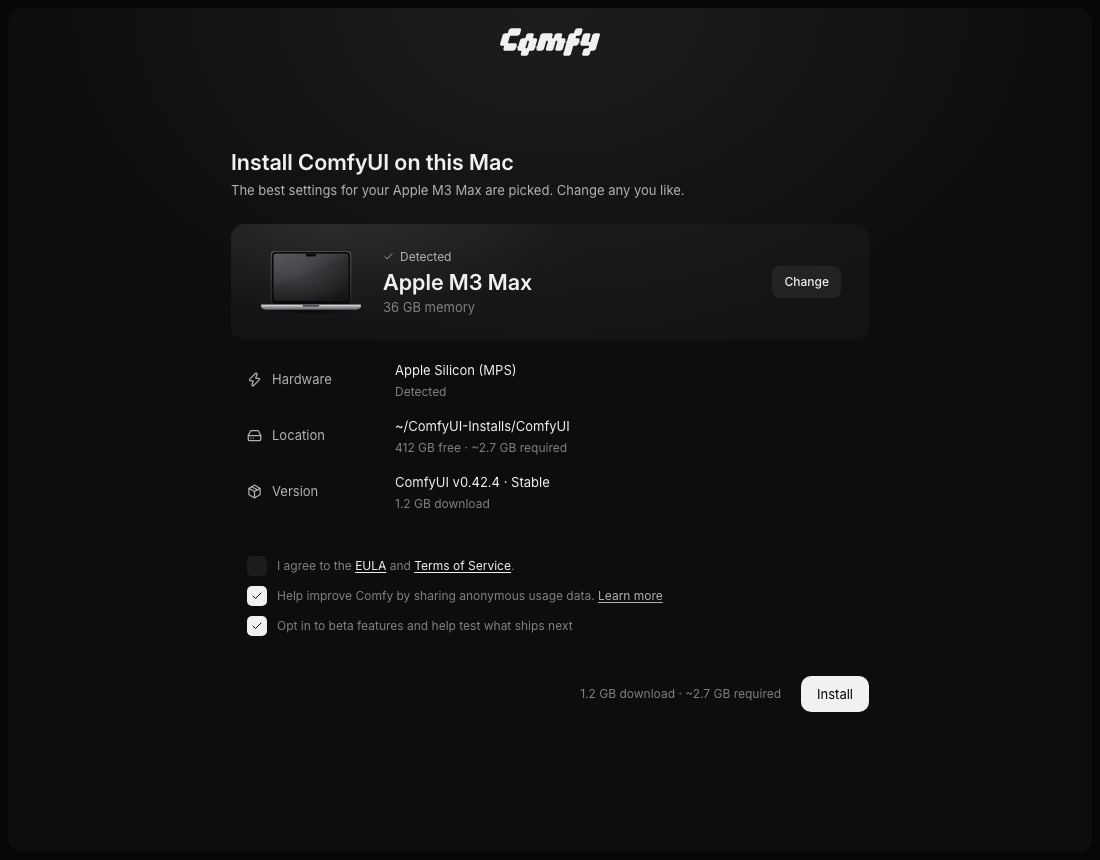 Comfy
Install ComfyUI on this Mac
The best settings for your Apple M3 Max are picked. Change any you like.
Detected
Apple M3 Max
36 GB memory
Change
Hardware
Apple Silicon (MPS)
Detected
Location
~/ComfyUI-Installs/ComfyUI
412 GB free · ~2.7 GB required
Version
ComfyUI v0.42.4 · Stable
1.2 GB download
I agree to the EULA and Terms of Service.
Help improve Comfy by sharing anonymous usage data. Learn more
Opt in to beta features and help test what ships next
1.2 GB download · ~2.7 GB required
Install